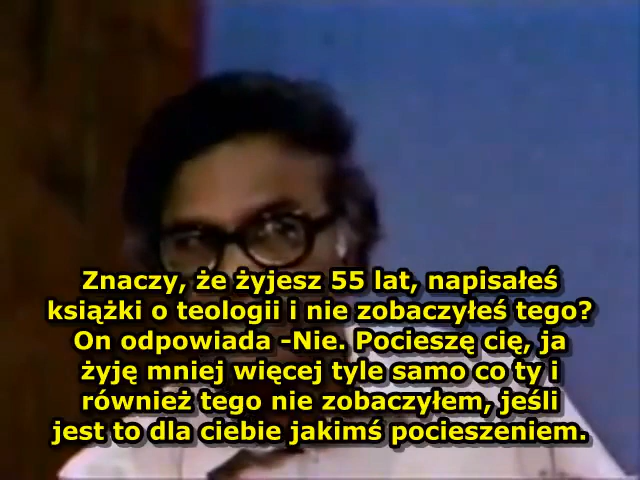 Znaczy, że żyjesz 55 lat, napisałeś
książki o teologii i nie zobaczyłeś tego?
On odpowiada -Nie. Pocieszę cię, ja
żyję mniej więcej tyle samo co ty i
również tego nie zobaczyłem, jeśli
jest to dla ciebie jakimś pocieszeniem.